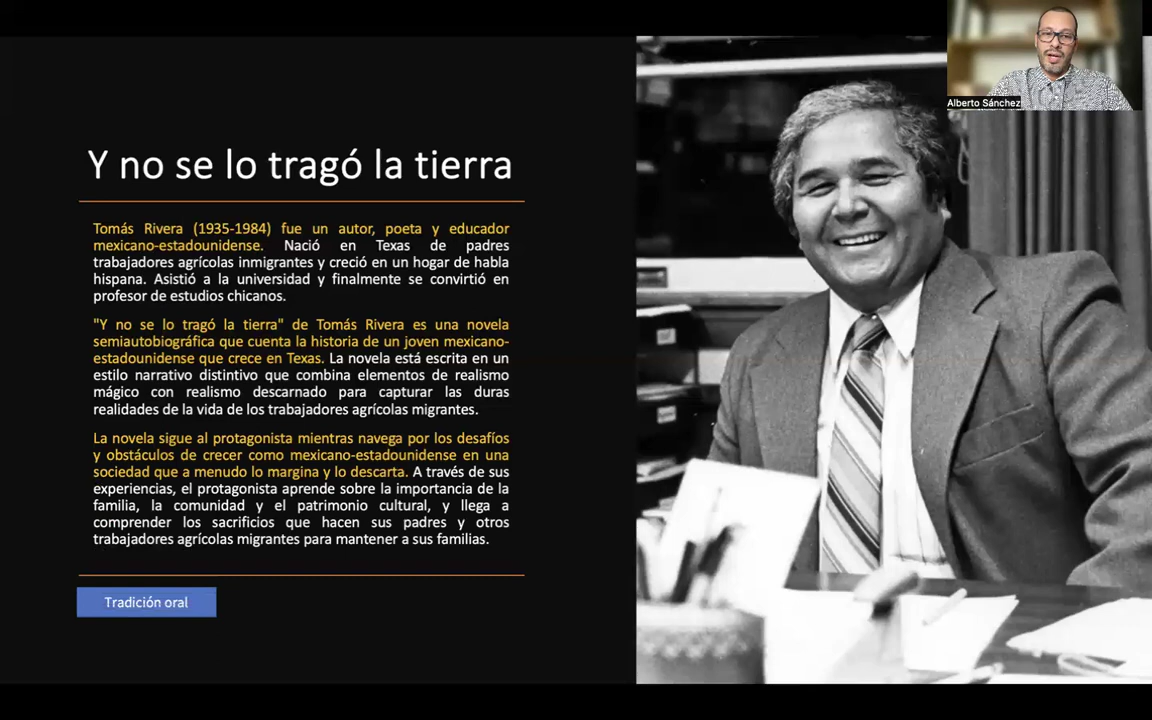 Alberto Sánchez
Y no se lo tragó la tierra
Tomás Rivera (1935-1984) fue un autor, poeta y educador
mexicano-estadounidense. Nació en Texas de padres
trabajadores agrícolas inmigrantes y creció en un hogar de habla
hispana. Asistió a la universidad y finalmente se convirtió en
profesor de estudios chicanos.
"Y no se lo tragó la tierra" de Tomás Rivera es una novela
semiautobiográfica que cuenta la historia de un joven mexicano-
estadounidense que crece en Texas. La novela está escrita en un
estilo narrativo distintivo que combina elementos de realismo
mágico con realismo descarnado para capturar las duras
realidades de la vida de los trabajadores agrícolas migrantes.
La novela sigue al protagonista mientras navega por los desafíos
y obstáculos de crecer como mexicano-estadounidense en una
sociedad que a menudo lo margina y lo descarta. A través de sus
experiencias, el protagonista aprende sobre la importancia de la
familia, la comunidad y el patrimonio cultural, y llega a
comprender los sacrificios que hacen sus padres y otros
trabajadores agrícolas migrantes para mantener a sus familias.
Tradición oral